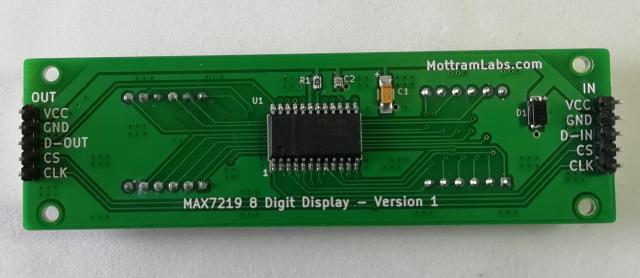 MottramLabs.com
OUT
VCC
GND
D-OUT
CS
CLK
R1
C2
+
C1
U1
1
D1
IN
VCC
GND
D-IN
CS
CLK
MAX7219 8 Digit Display - Version 1